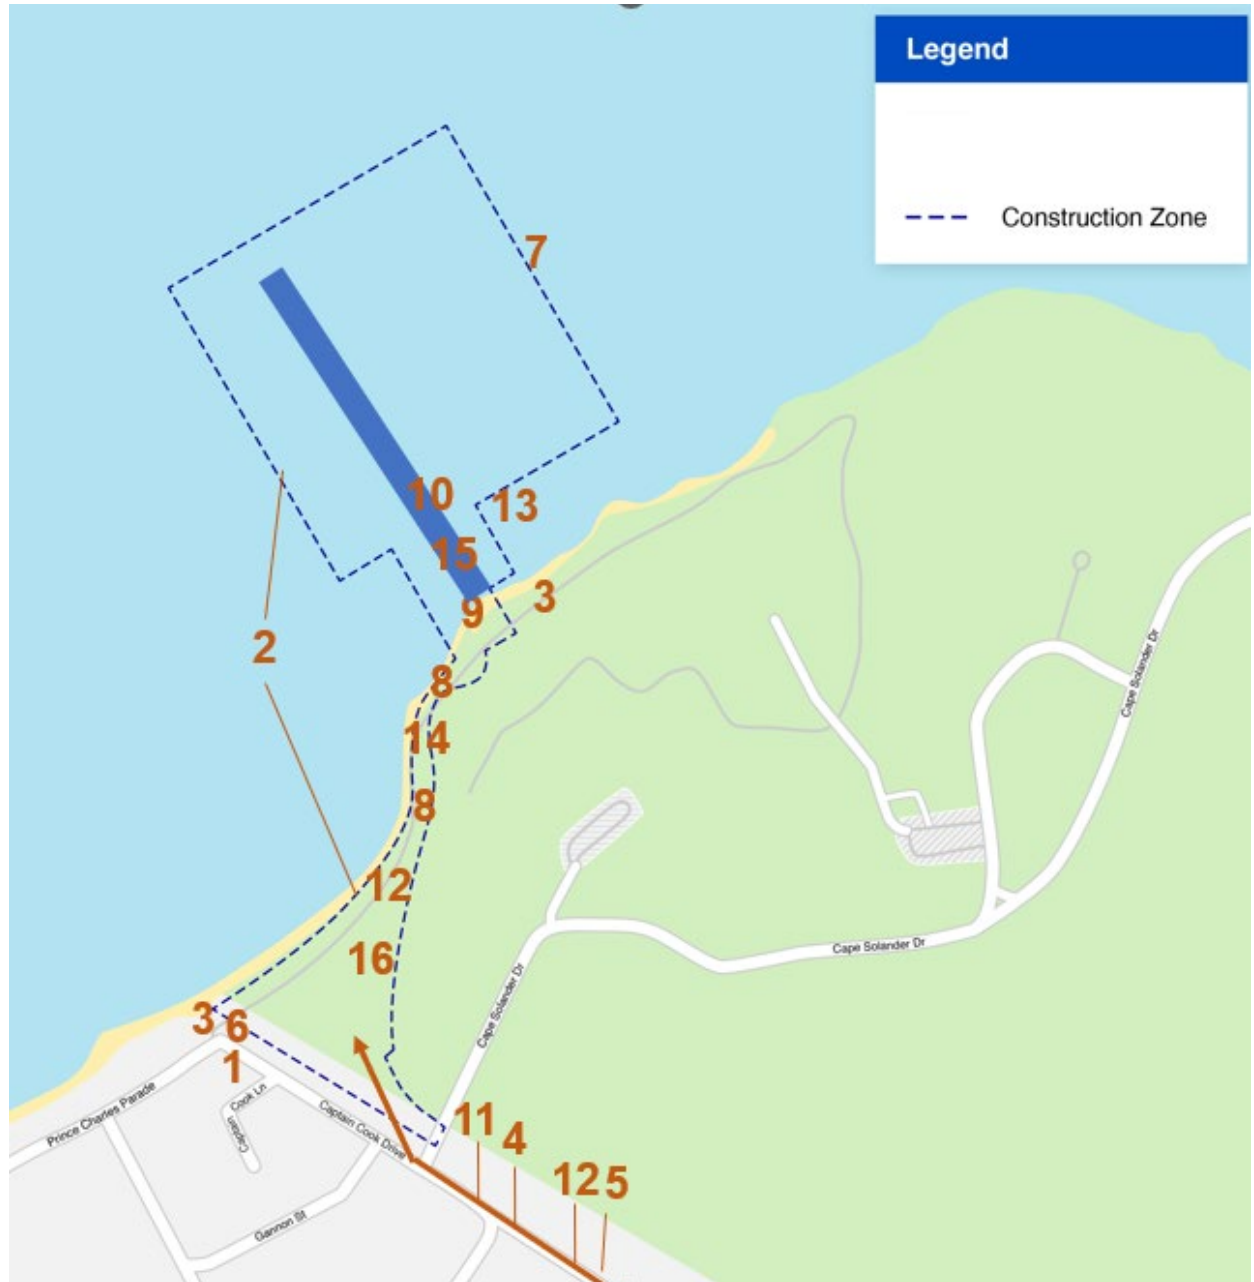 Legend
Construction Zone
7
10
13
15
3
9
2
8
14
8
12
16
3
6
1
11
4
12
5
Cape Solander Dr
Cape Solander Dr
Cape Solander Dr
Prince Charles Parade
Captain Cook Ln
Captain Cook Drive
Gannon St